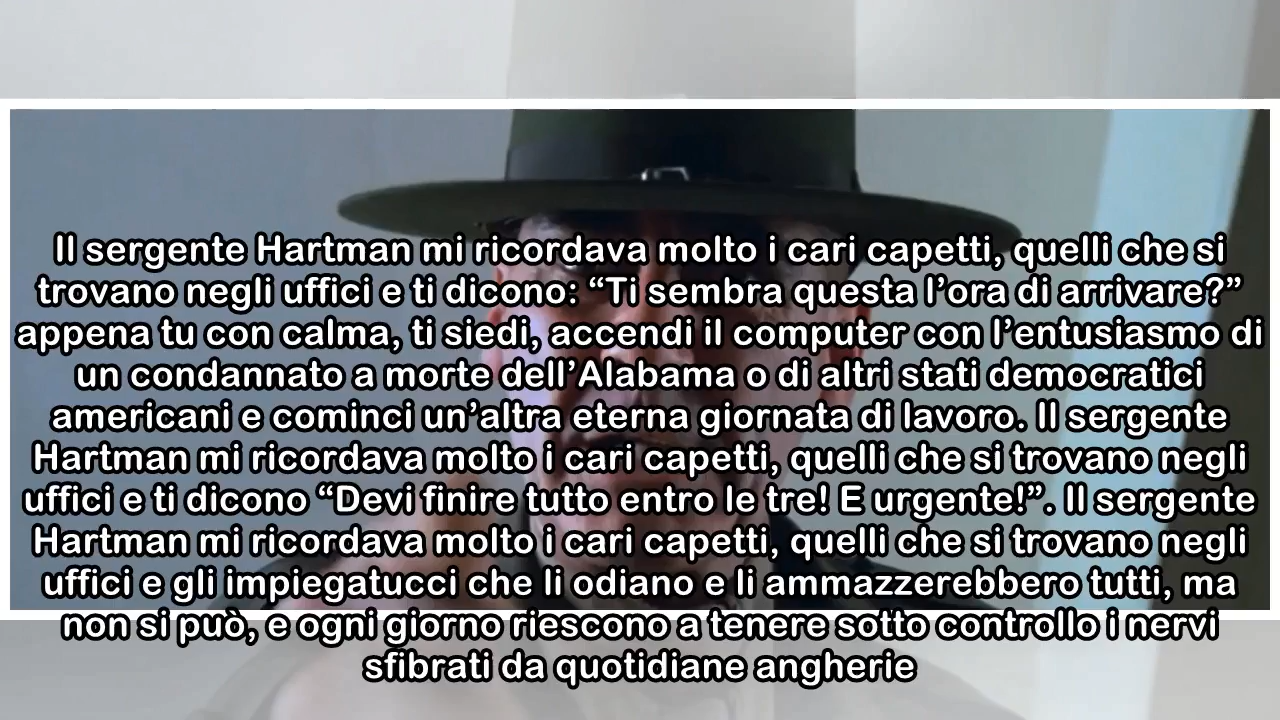 Il sergente Hartman mi ricordava molto i cari capetti, quelli che si
trovano negli uffici e ti dicono: “Ti sembra questa l’ora di arrivare?”
appena tu con calma, ti siedi, accendi il computer con l’entusiasmo di
un condannato a morte dell’Alabama o di altri stati democratici
americani e cominci un’altra eterna giornata di lavoro. Il sergente
Hartman mi ricordava molto i cari capetti, quelli che si trovano negli
uffici e ti dicono “Devi finire tutto entro le tre! E urgente!”. Il sergente
Hartman mi ricordava molto i cari capetti, quelli che si trovano negli
uffici e gli impiegatucci che li odiano e li ammazzerebbero tutti, ma
non si può, e ogni giorno riescono a tenere sotto controllo i nervi
sfibrati da quotidiane angherie